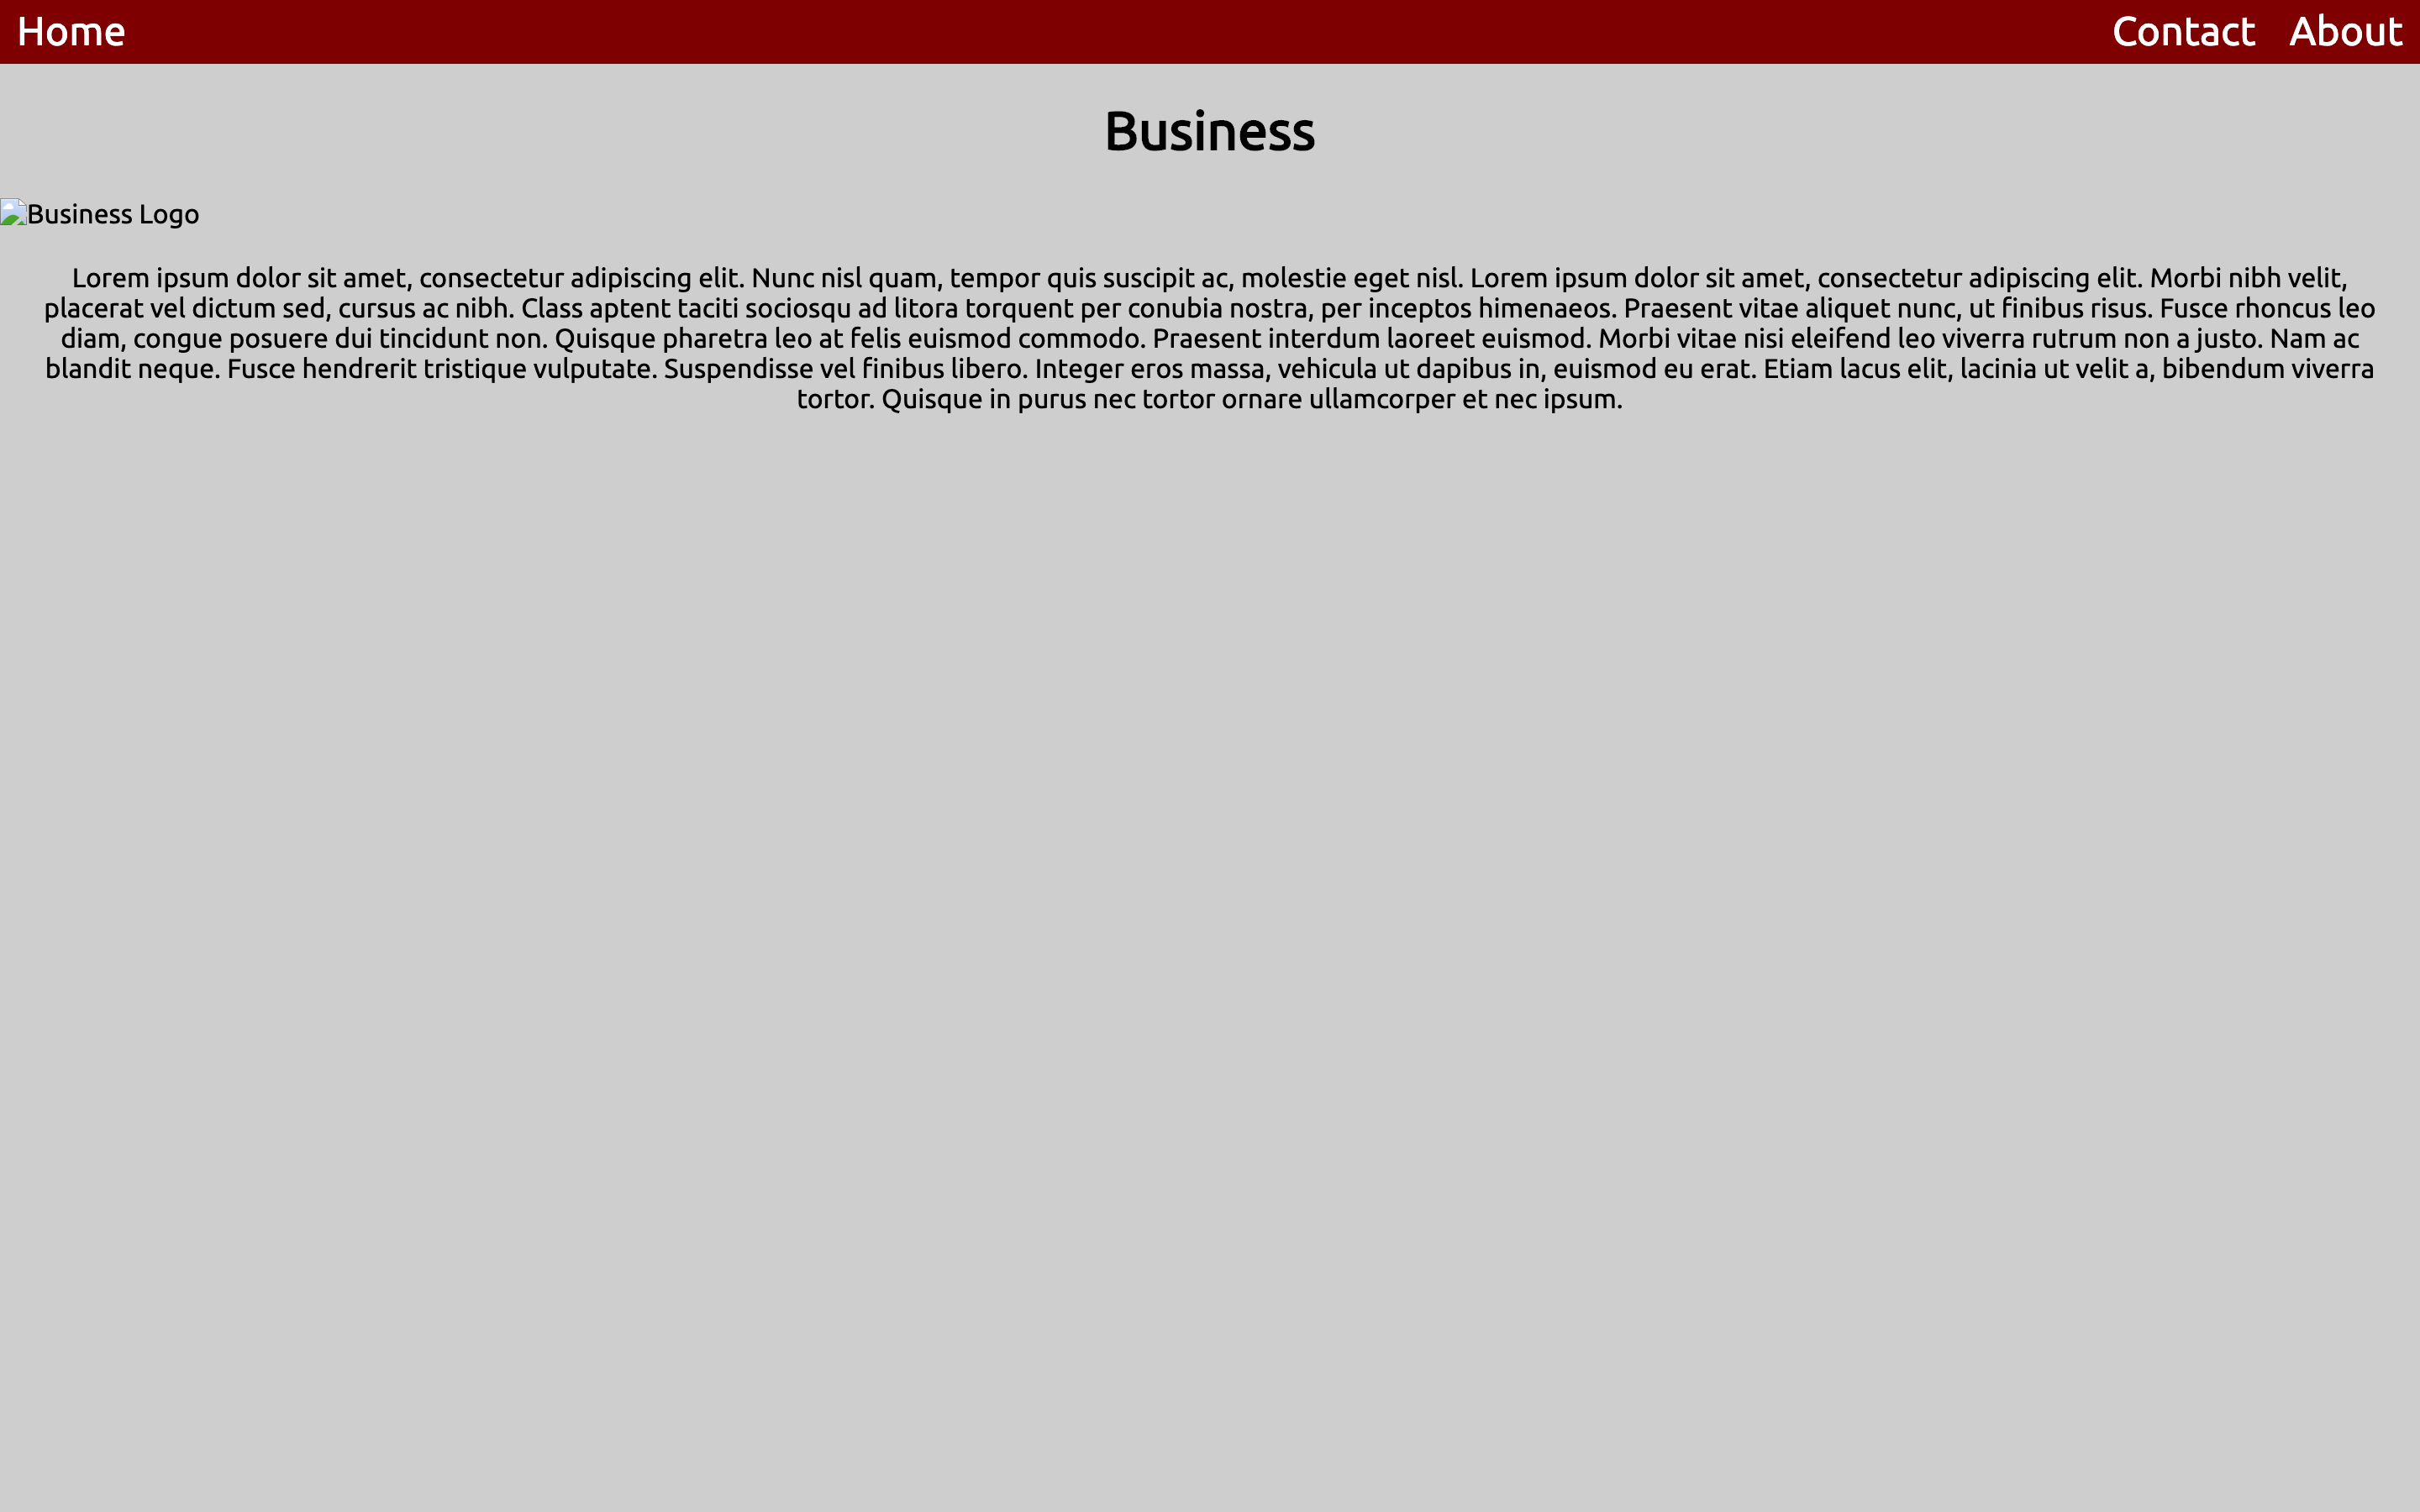 Home Contact About
Business
Business Logo
Lorem ipsum dolor sit amet, consectetur adipiscing elit. Nunc nisl quam, tempor quis suscipit ac, molestie eget nisl. Lorem ipsum dolor sit amet, consectetur adipiscing elit. Morbi nibh velit,
placerat vel dictum sed, cursus ac nibh. Class aptent taciti sociosqu ad litora torquent per conubia nostra, per inceptos himenaeos. Praesent vitae aliquet nunc, ut finibus risus. Fusce rhoncus leo
diam, congue posuere dui tincidunt non. Quisque pharetra leo at felis euismod commodo. Praesent interdum laoreet euismod. Morbi vitae nisi eleifend leo viverra rutrum non a justo. Nam ac
blandit neque. Fusce hendrerit tristique vulputate. Suspendisse vel finibus libero. Integer eros massa, vehicula ut dapibus in, euismod eu erat. Etiam lacus elit, lacinia ut velit a, bibendum viverra
tortor. Quisque in purus nec tortor ornare ullamcorper et nec ipsum.